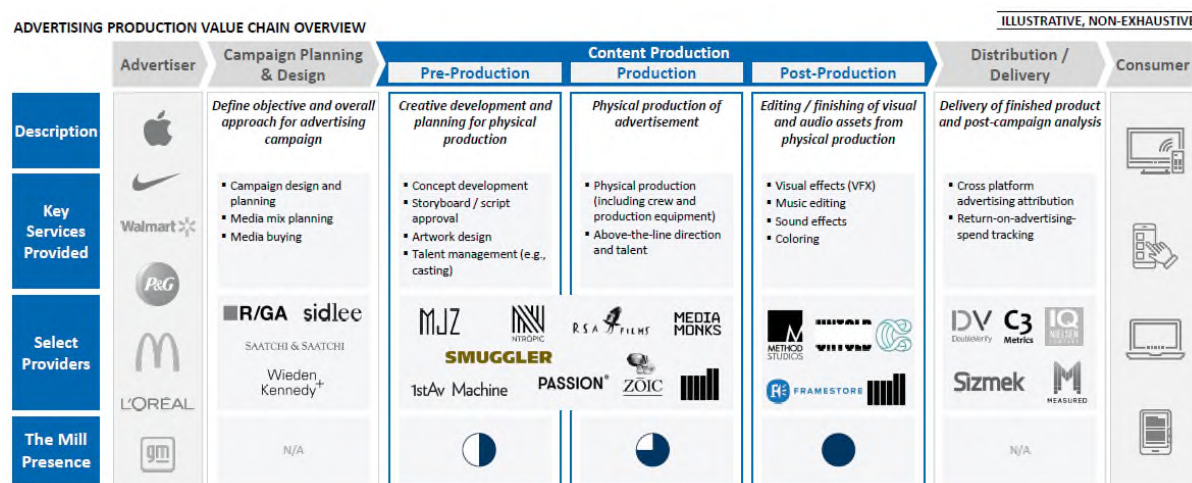 ADVERTISING PRODUCTION VALUE CHAIN OVERVIEW
ILLUSTRATIVE, NON-EXHAUSTIVE
Advertiser
Campaign Planning
& Design
Content Production
Pre-Production
Production
Post-Production
Distribution /
Delivery
Consumer
Description
Define objective and overall
approach for advertising
campaign
Creative development and
planning for physical
production
Physical production of
advertisement
Editing / finishing of visual
and audio assets from
physical production
Delivery of finished product
and post-campaign analysis
Key
Services
Provided
▪ Campaign design and
planning
▪ Media mix planning
▪ Media buying
▪ Concept development
▪ Storyboard / script
approval
▪ Artwork design
▪ Talent management (e.g.,
casting)
▪ Physical production
(including crew and
production equipment)
▪ Above-the-line direction
and talent
▪ Visual effects (VFX)
▪ Music editing
▪ Sound effects
▪ Coloring
▪ Cross platform
advertising attribution
▪ Return-on-advertising-
spend tracking
Walmart
P&G
L'ORÉAL
gm
Select
Providers
R/GA
sidlee
SAATCHI & SAATCHI
Wieden
Kennedy+
MJZ
NTROPIC
SMUGGLER
1stAv Machine
RSA FILMS
MEDIA
MONKS
PASSION
ZOIC
METHOD
STUDIOS
FRAMESTORE
DV
DoubleVerify
C3
Metrics
IQ
NIELSEN
COMPANY
Sizmek
MEASURED
The Mill
Presence
N/A
N/A